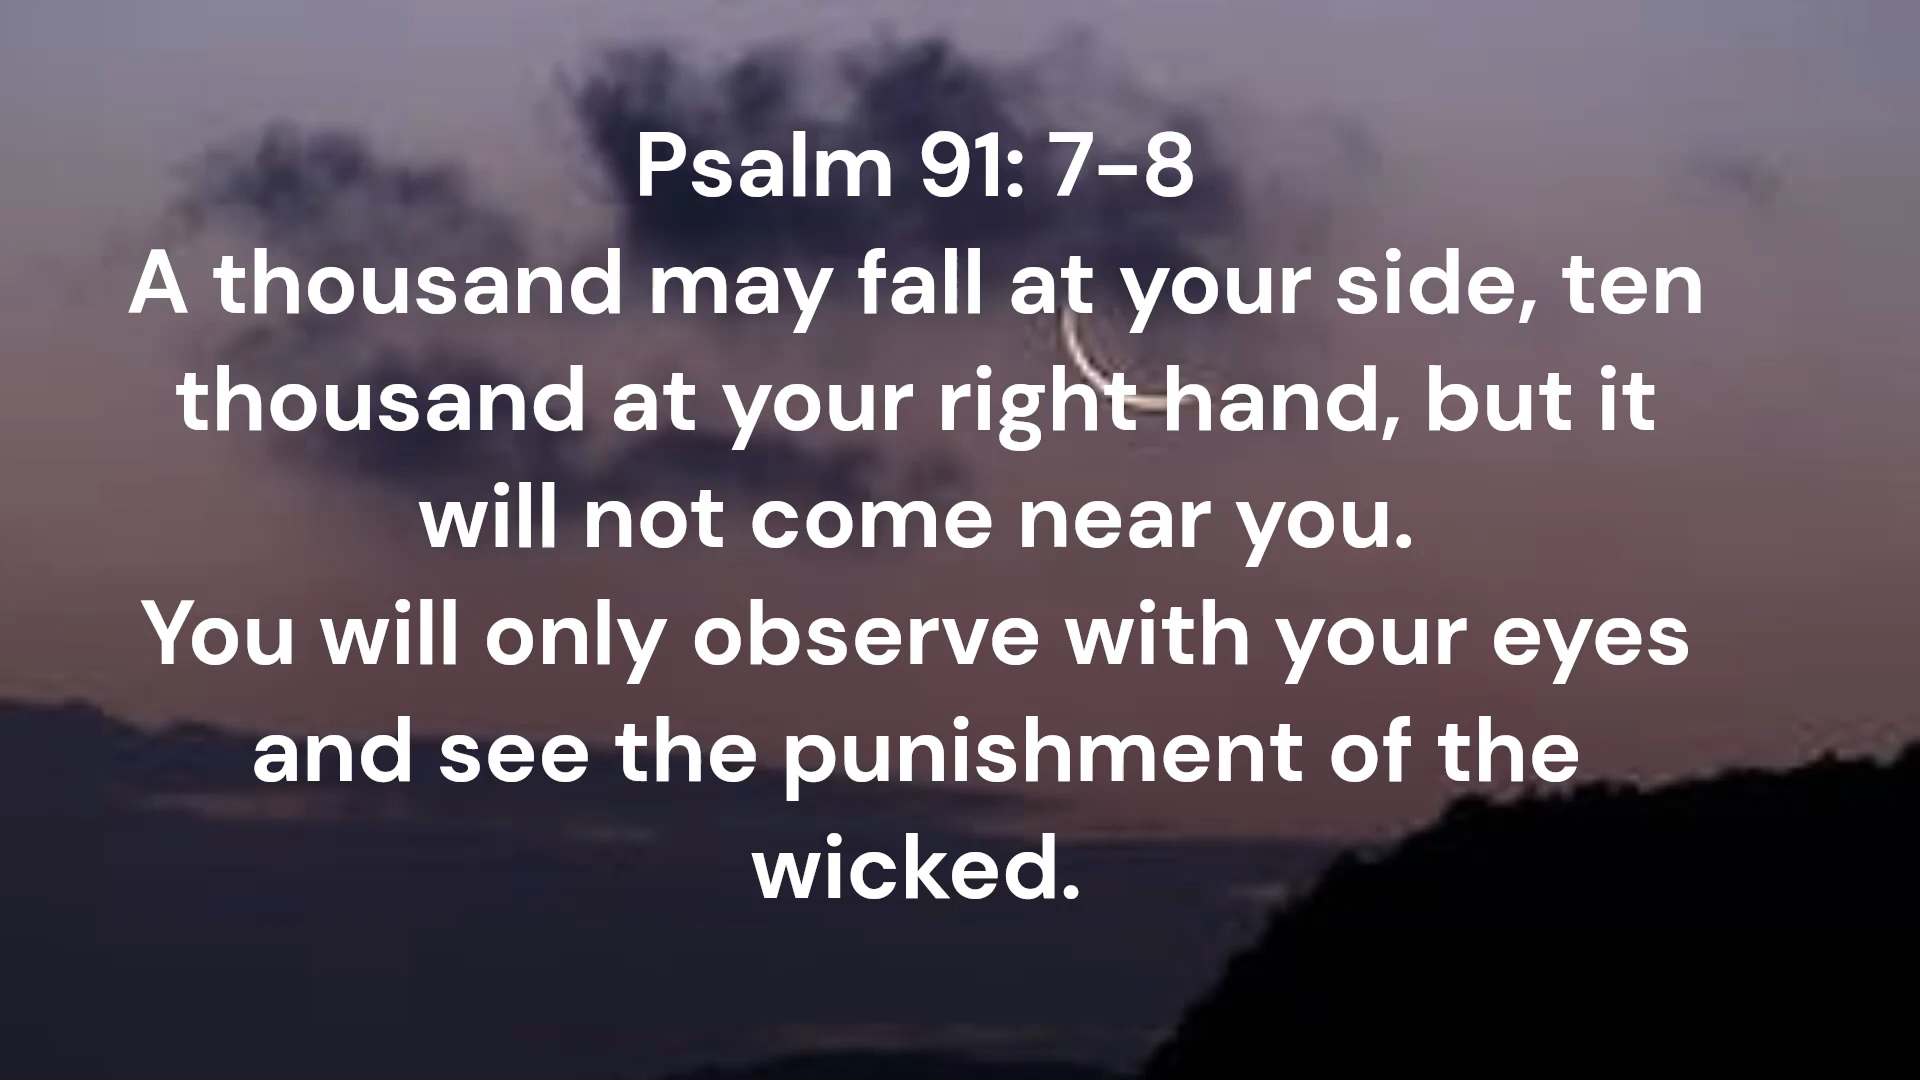 Psalm 91: 7-8
A thousand may fall at your side, ten
thousand at your right hand, but it
will not come near you.
You will only observe with your eyes
and see the punishment of the
wicked.